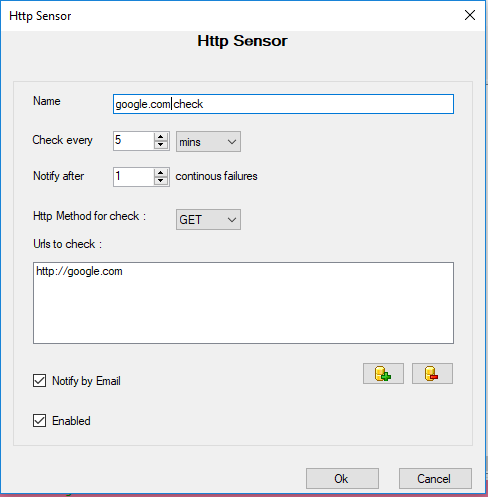 Http Sensor
Http Sensor
Name google.com check
Check every 5 mins
Notify after 1 continous failures
Http Method for check : GET
Urls to check :
http://google.com
Notify by Email
Enabled
Ok Cancel